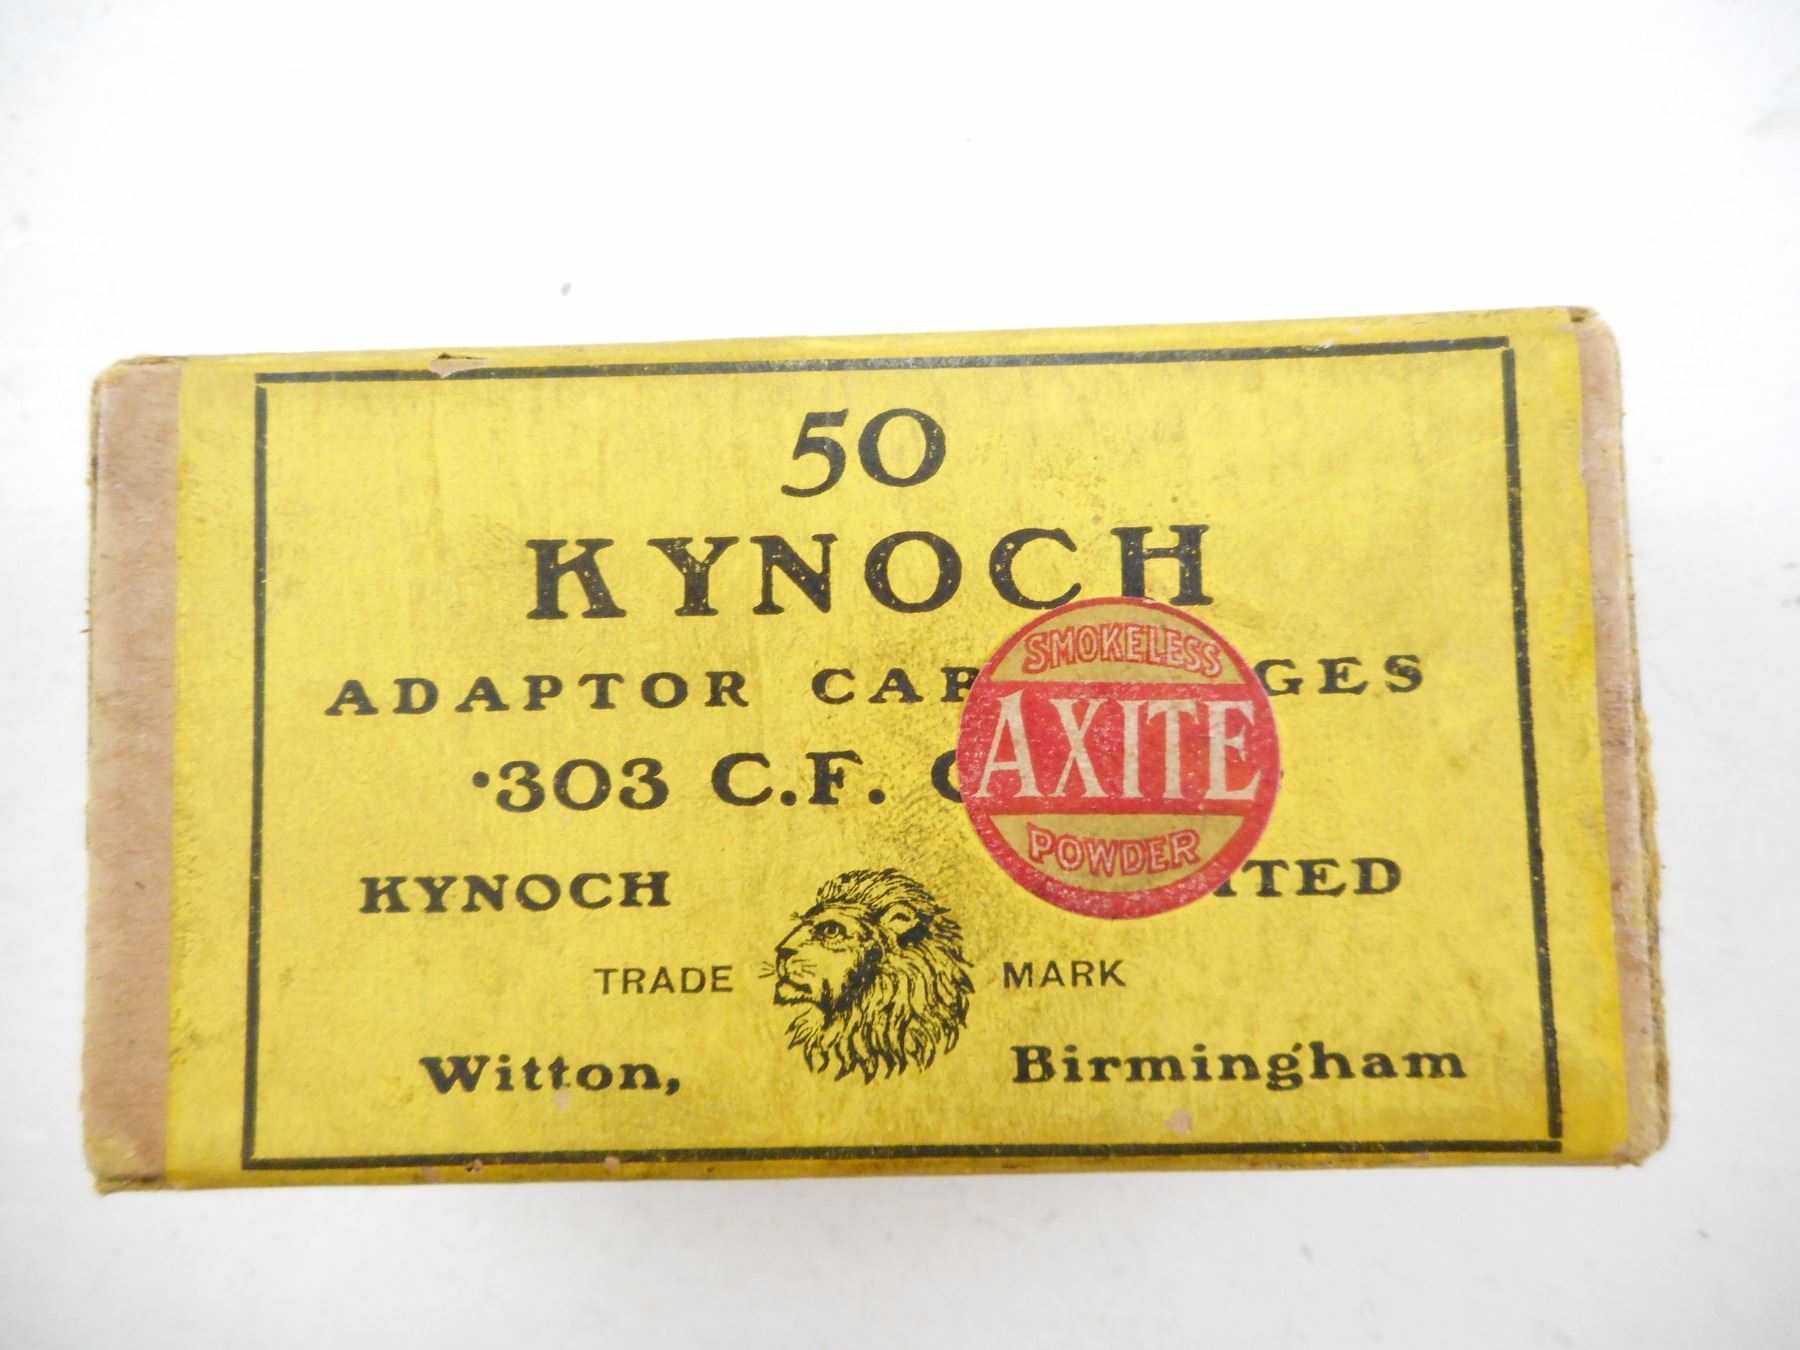 50
KYNOCH
ADAPTOR CAR GES
.303 C.F. C
KYNOCH ITED
TRADE MARK
Witton, Birmingham
SMOKELESS
AXITE
POWDER